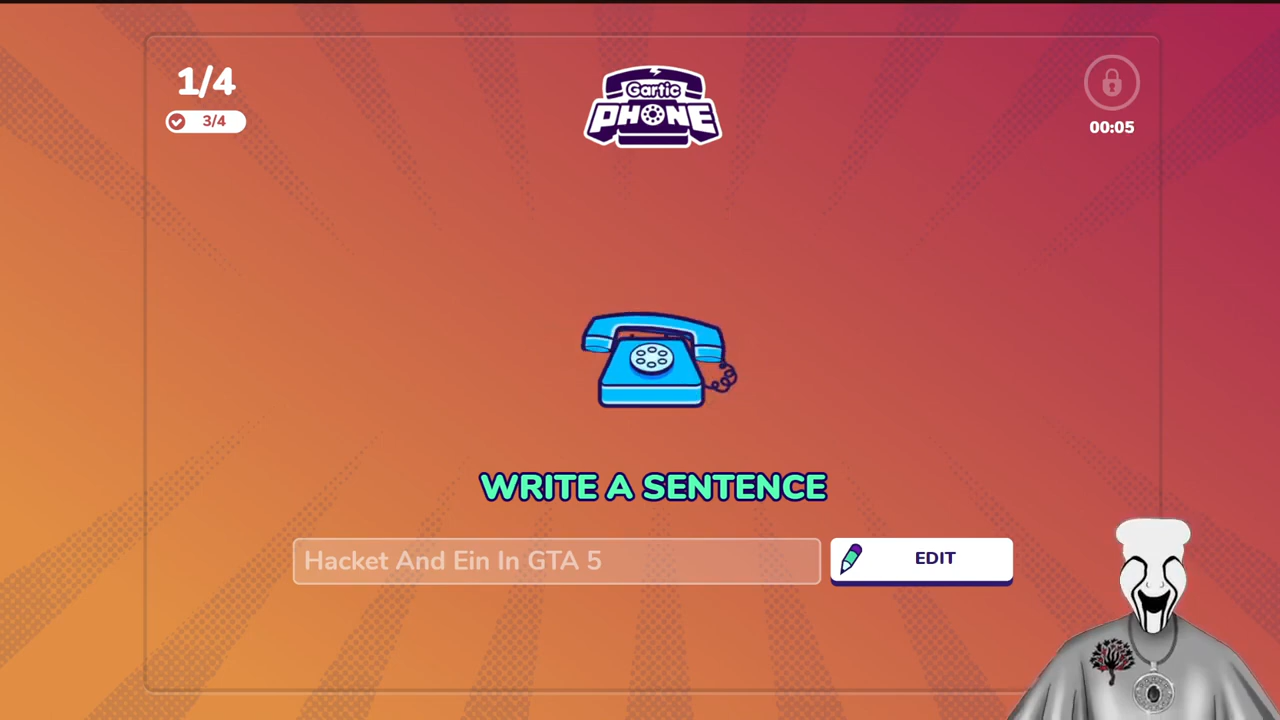 1/4
3/4
Gartic
PHONE
00:05
WRITE A SENTENCE
Hacket And Ein In GTA 5
EDIT